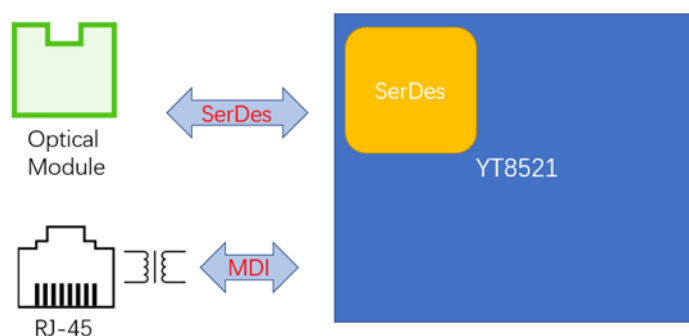 Optical
Module
SerDes
SerDes
YT8521
MDI
RJ-45